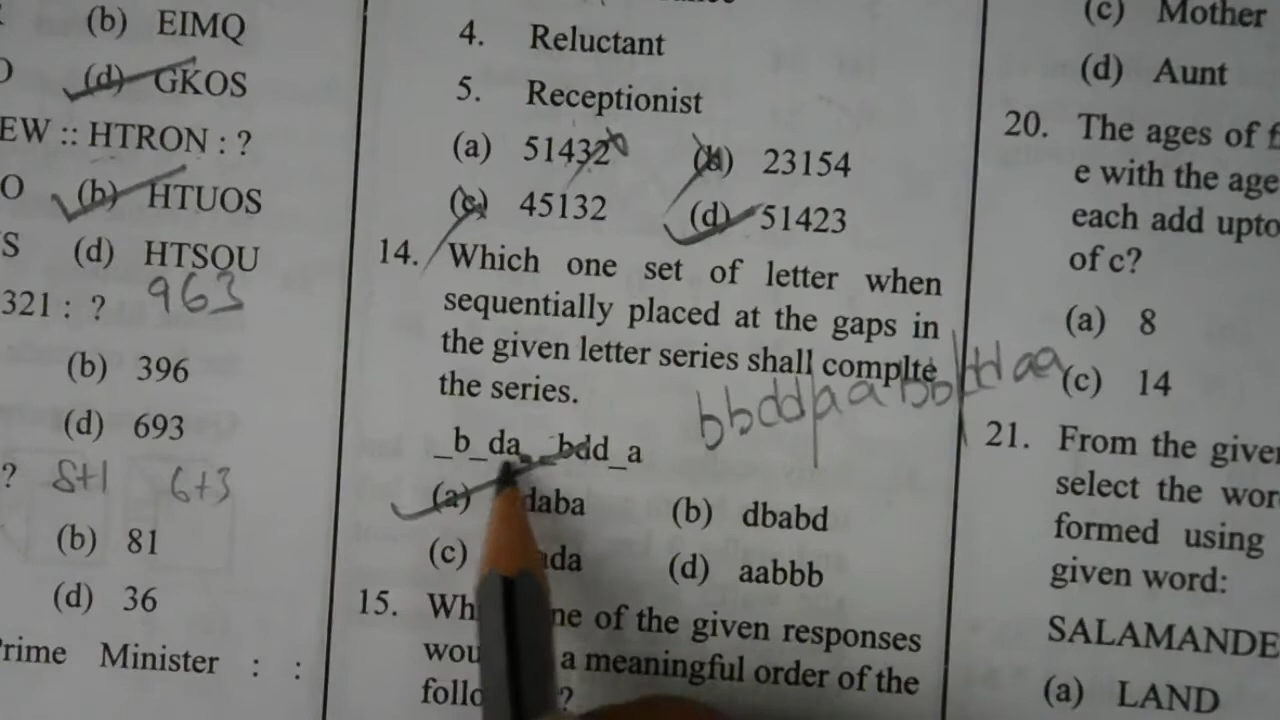 (b) EIMQ
(d) GKOS
EW :: HTRON : ?
O (b) HTUOS
S (d) HTSOU
321 : ? 963
(b) 396
(d) 693
? 8+1 6+3
(b) 81
(d) 36
Prime Minister : :
4. Reluctant
5. Receptionist
(a) 51432 (b) 23154
(c) 45132 (d) 51423
14. Which one set of letter when
sequentially placed at the gaps in
the given letter series shall complte
the series.
bbddaabbddaa
_b_da_ _bdd_a
(a) daba (b) dbabd
(c) da (d) aabbb
15. ne of the given responses
a meaningful order of the
?
(c) Mother
(d) Aunt
20. The ages of
e with the age
each add upto
of c?
(a) 8
(c) 14
21. From the given
select the wor
formed using
given word:
SALAMANDE
(a) LAND